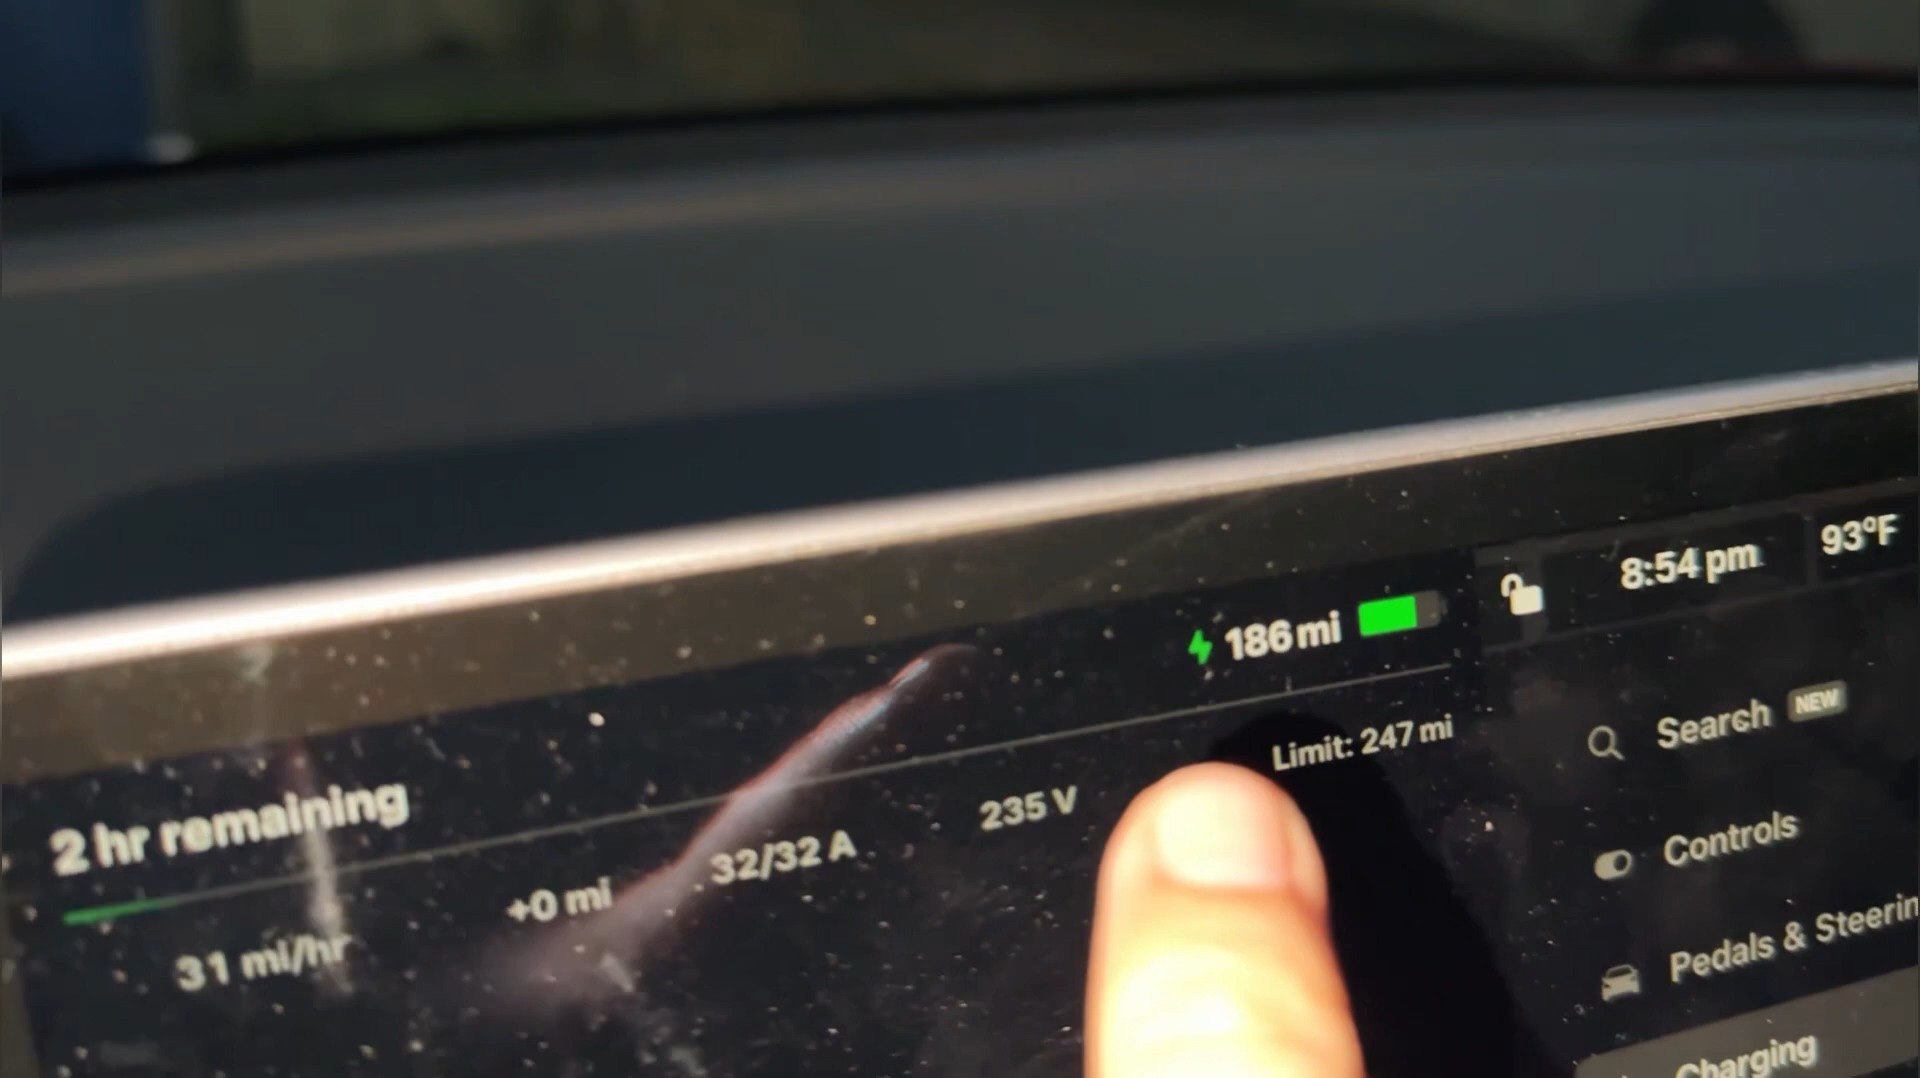 186 mi
8:54 pm
93°F
2 hr remaining
Limit: 247 mi
31 mi/hr
+0 mi
32/32 A
235 V
Search NEW
Controls
Pedals & Steerin
Charging